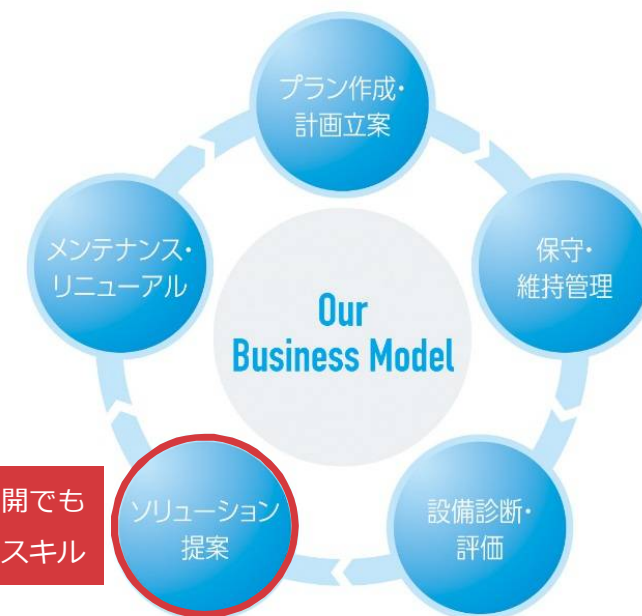 プラン作成・
計画立案
保守・
維持管理
設備診断・
評価
ソリューション
提案
メンテナンス・
リニューアル
Our
Business Model
開でも
スキル